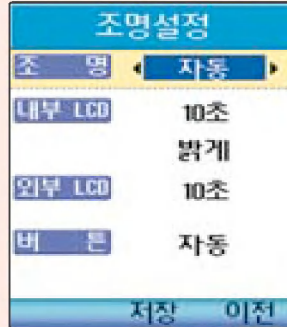 조명설정
조 명 자동
내부 LCD 10초
밝게
외부 LCD 10초
버 튼 자동
저장 이전